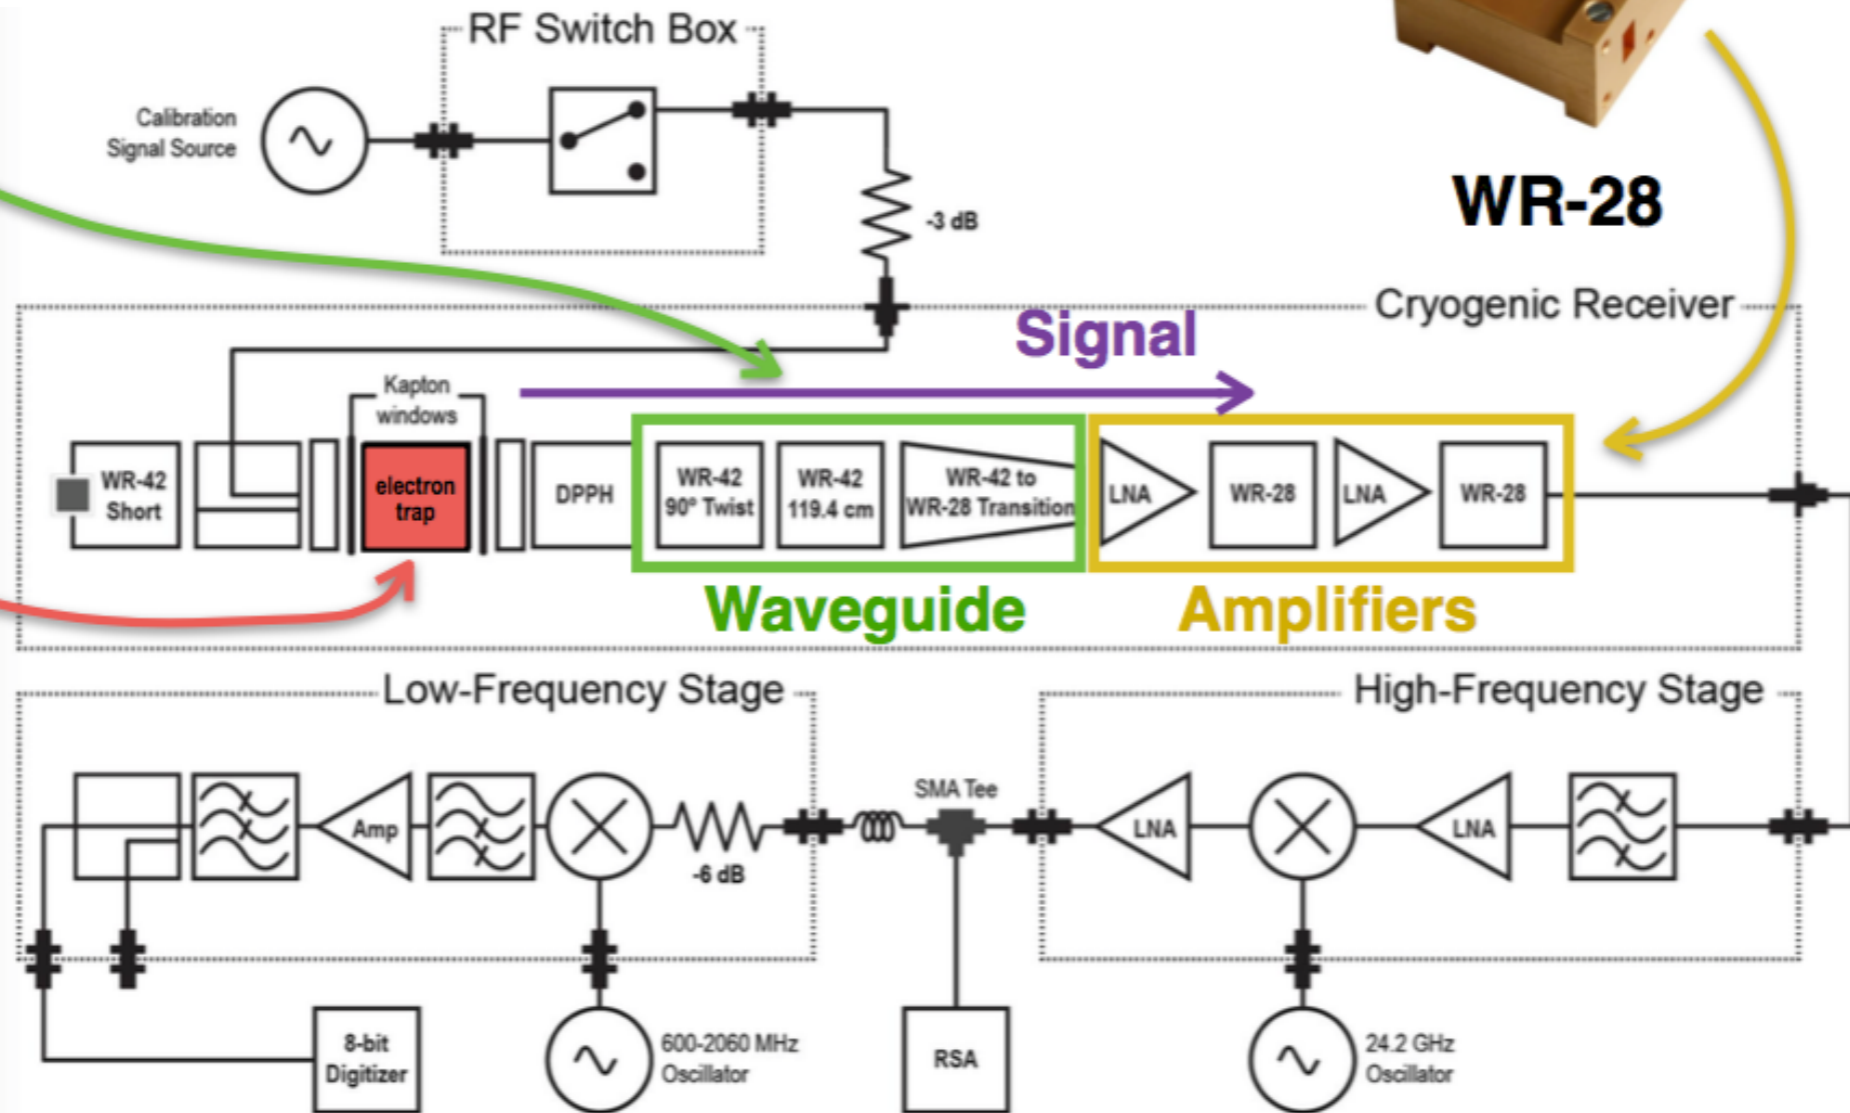 RF Switch Box
Calibration
Signal Source
-3 dB
WR-28
Cryogenic Receiver
Signal
Kapton
windows
WR-42
Short
electron
trap
DPPH
WR-42
90° Twist
WR-42
119.4 cm
WR-42 to
WR-28 Transition
LNA
WR-28
LNA
WR-28
Waveguide
Amplifiers
Low-Frequency Stage
High-Frequency Stage
Amp
-6 dB
SMA Tee
LNA
LNA
8-bit
Digitizer
600-2060 MHz
Oscillator
RSA
24.2 GHz
Oscillator